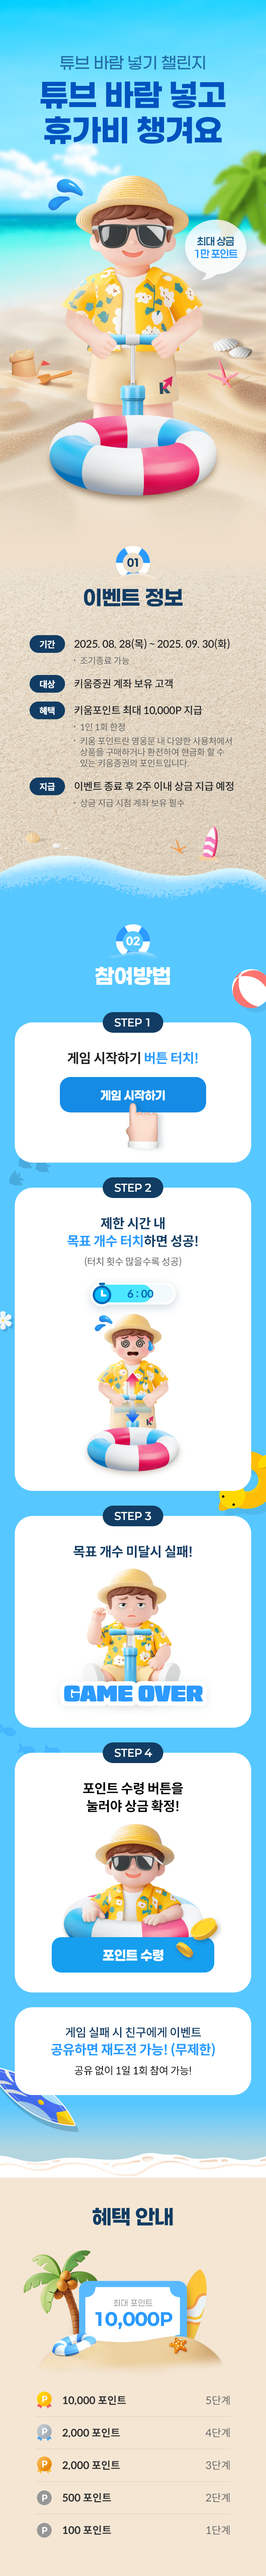 튜브 바람 넣기 챌린지
튜브 바람 넣고
휴가비 챙겨요
최대 상금
1만 포인트
01
이벤트 정보
기간 2025. 08. 28(목) ~ 2025. 09. 30(화)
· 조기종료 가능
대상 키움증권 계좌 보유 고객
혜택 키움포인트 최대 10,000P 지급
· 1인 1회 한정
· 키움 포인트란 영웅문 내 다양한 사용처에서
상품을 구매하거나 환전하여 현금화 할 수
있는 키움증권의 포인트입니다.
지급 이벤트 종료 후 2주 이내 상금 지급 예정
· 상금 지급 시점 계좌 보유 필수
02
참여방법
STEP 1
게임 시작하기 버튼 터치!
게임 시작하기
STEP 2
제한 시간 내
목표 개수 터치하면 성공!
(터치 횟수 많을수록 성공)
6 : 00
STEP 3
목표 개수 미달시 실패!
GAME OVER
STEP 4
포인트 수령 버튼을
눌러야 상금 확정!
포인트 수령
게임 실패 시 친구에게 이벤트
공유하면 재도전 가능! (무제한)
공유 없이 1일 1회 참여 가능!
혜택 안내
최대 포인트
10,000P
P 10,000 포인트 5단계
P 2,000 포인트 4단계
P 2,000 포인트 3단계
P 500 포인트 2단계
P 100 포인트 1단계